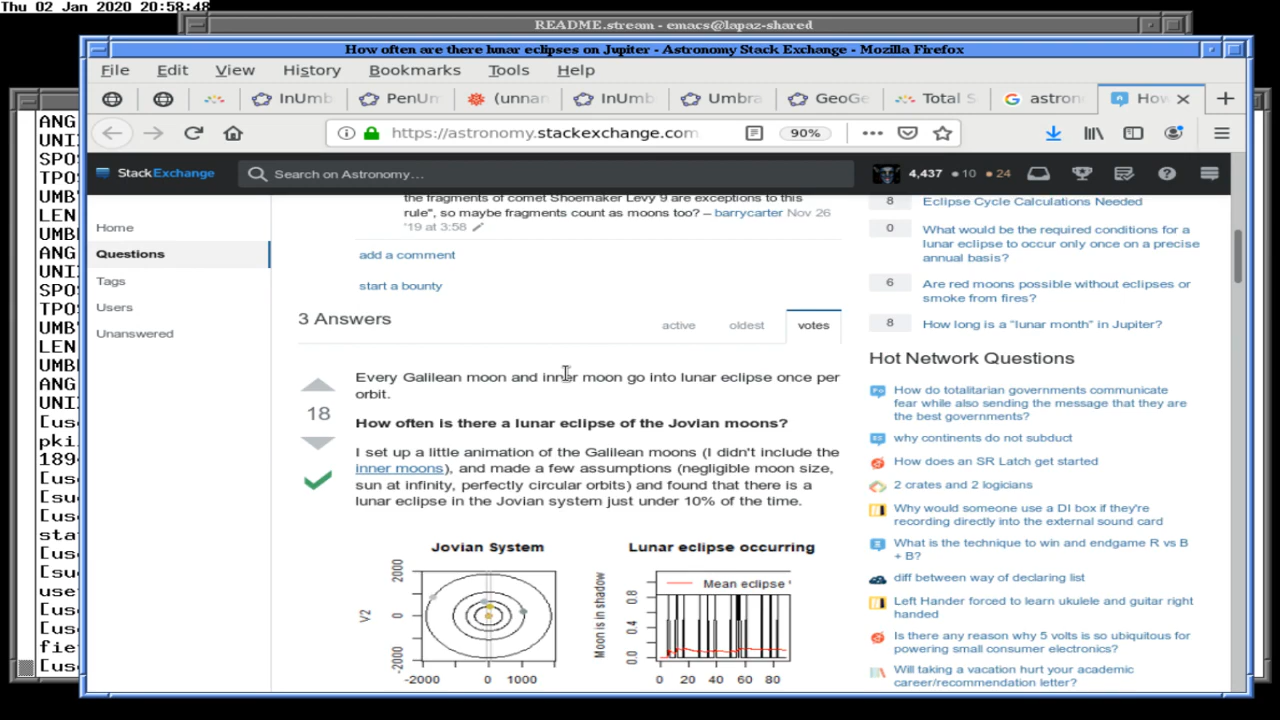 Thu 02 Jan 2020 20:58:48
README.stream - emacs@lapaz-shared
How often are there lunar eclipses on Jupiter - Astronomy Stack Exchange - Mozilla Firefox
File Edit View History Bookmarks Tools Help
InUmb PenUm (unnar InUmb Umbra GeoGe Total S astron How
https://astronomy.stackexchange.com 90%
StackExchange Search on Astronomy… 4,437 10 24
Home
Questions
Tags
Users
Unanswered
the fragments of comet Shoemaker Levy 9 are exceptions to this
rule", so maybe fragments count as moons too? – barrycarter Nov 26
'19 at 3:58
add a comment
start a bounty
3 Answers
active oldest votes
18
Every Galilean moon and inner moon go into lunar eclipse once per
orbit.
How often is there a lunar eclipse of the Jovian moons?
I set up a little animation of the Galilean moons (I didn't include the
inner moons), and made a few assumptions (negligible moon size,
sun at infinity, perfectly circular orbits) and found that there is a
lunar eclipse in the Jovian system just under 10% of the time.
Jovian System
V2
2000
0
-2000
-2000 0 1000
Lunar eclipse occurring
Mean eclipse
Moon is in shadow
0.8
0.4
0.0
0 20 40 60 80
8 Eclipse Cycle Calculations Needed
0 What would be the required conditions for a
lunar eclipse to occur only once on a precise
annual basis?
6 Are red moons possible without eclipses or
smoke from fires?
8 How long is a "lunar month" in Jupiter?
Hot Network Questions
How do totalitarian governments communicate
fear while also sending the message that they are
the best governments?
why continents do not subduct
How does an SR Latch get started
2 crates and 2 logicians
Why would someone use a DI box if they're
recording directly into the external sound card
What is the technique to win and endgame R vs B
+ B?
diff between way of declaring list
Left Hander forced to learn ukulele and guitar right
handed
Is there any reason why 5 volts is so ubiquitous for
powering small consumer electronics?
Will taking a vacation hurt your academic
career/recommendation letter?
ANG
UNI
SPO
TPO
UMB
LEN
UMB
ANG
UNI
SPO
TPO
UMB
LEN
UMB
ANG
UNI
[use
pki
189
[use
[suc
sta
[use
[suc
use
[use
[use
fie
[use